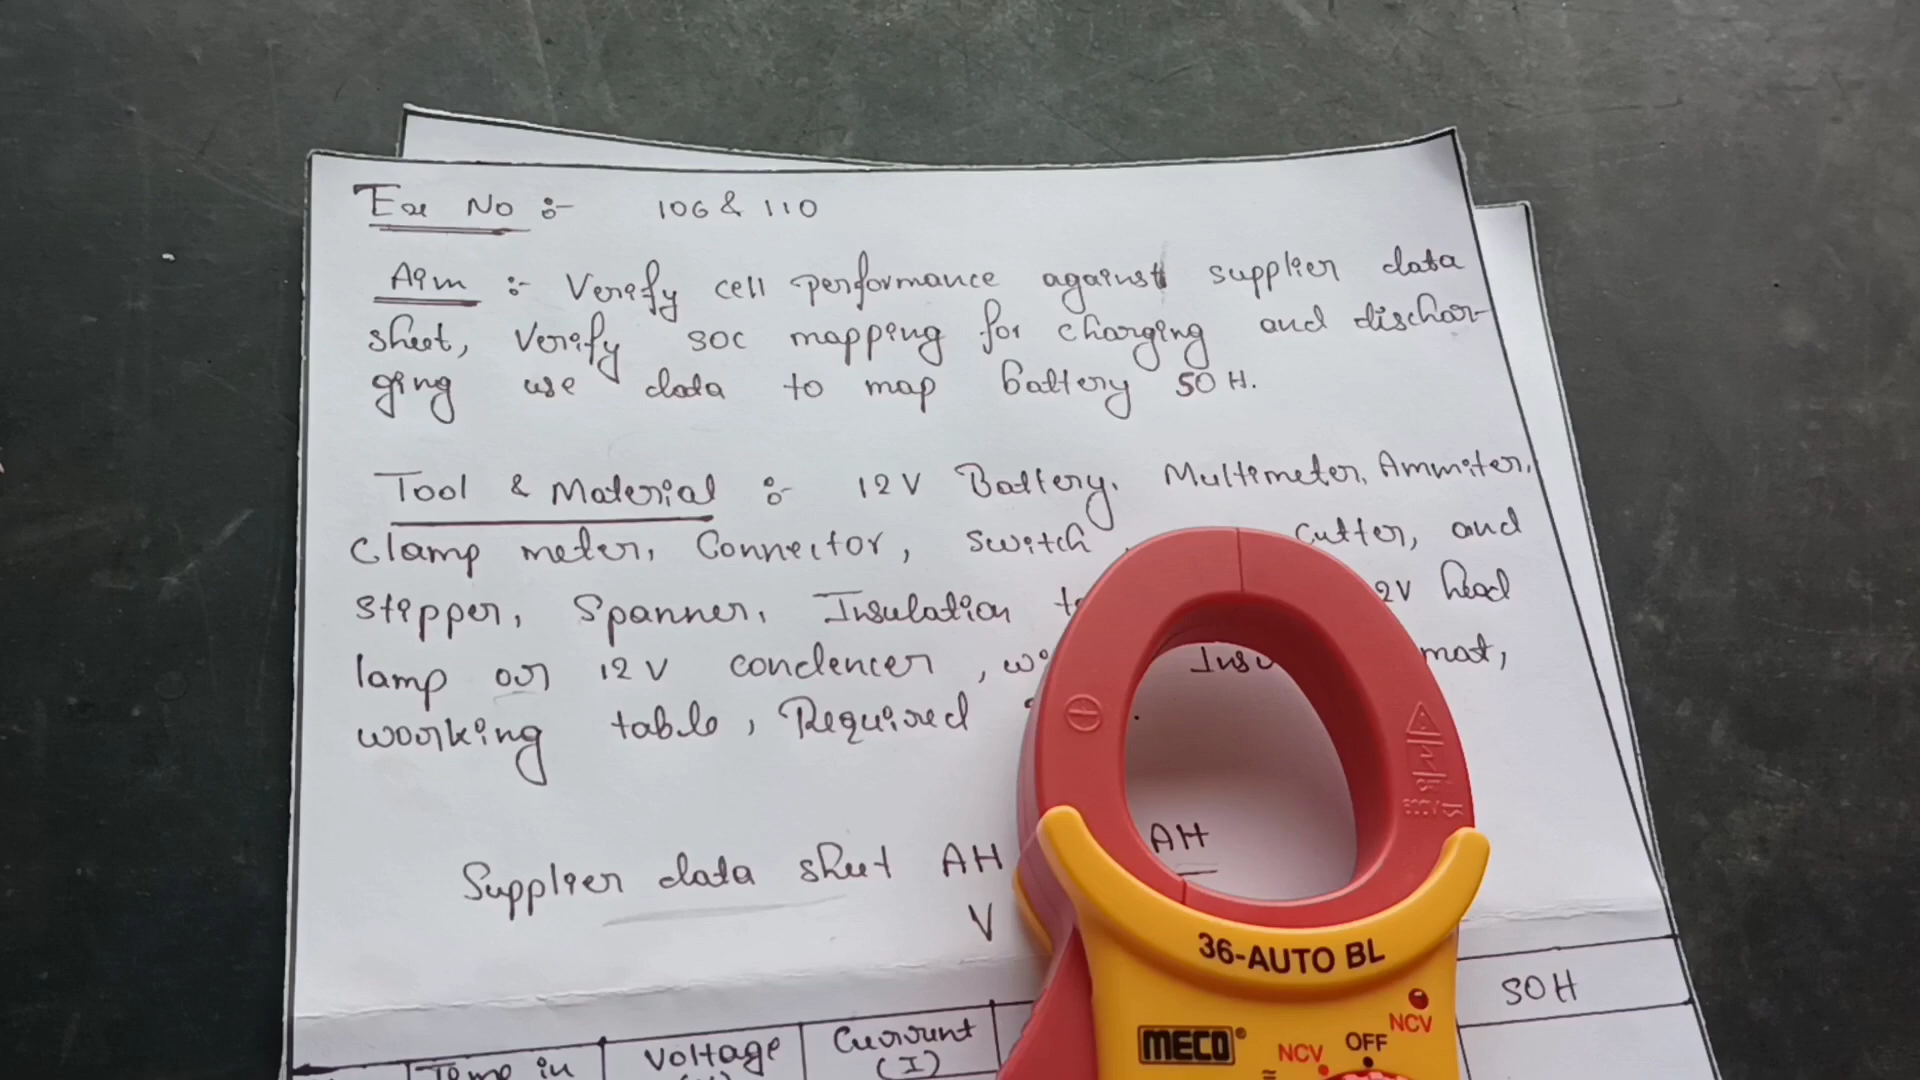 Exe No :- 106 & 110
Aim :- Verify cell performance against supplier data
sheet, Verify SOC mapping for charging and dischar-
ging use data to map battery SOH.
Tool & Material :- 12V Battery, Multimeter, Ammeter,
Clamp meter, Connector, Switch, cutter, and
stipper, Spanner, Insulation 2V head
lamp or 12V condencer, Insu mat,
working table, Required
Supplier data sheet AH AH
V
36-AUTO BL
MECO®
NCV OFF NCV
Time in Voltage Current SOH
(I)